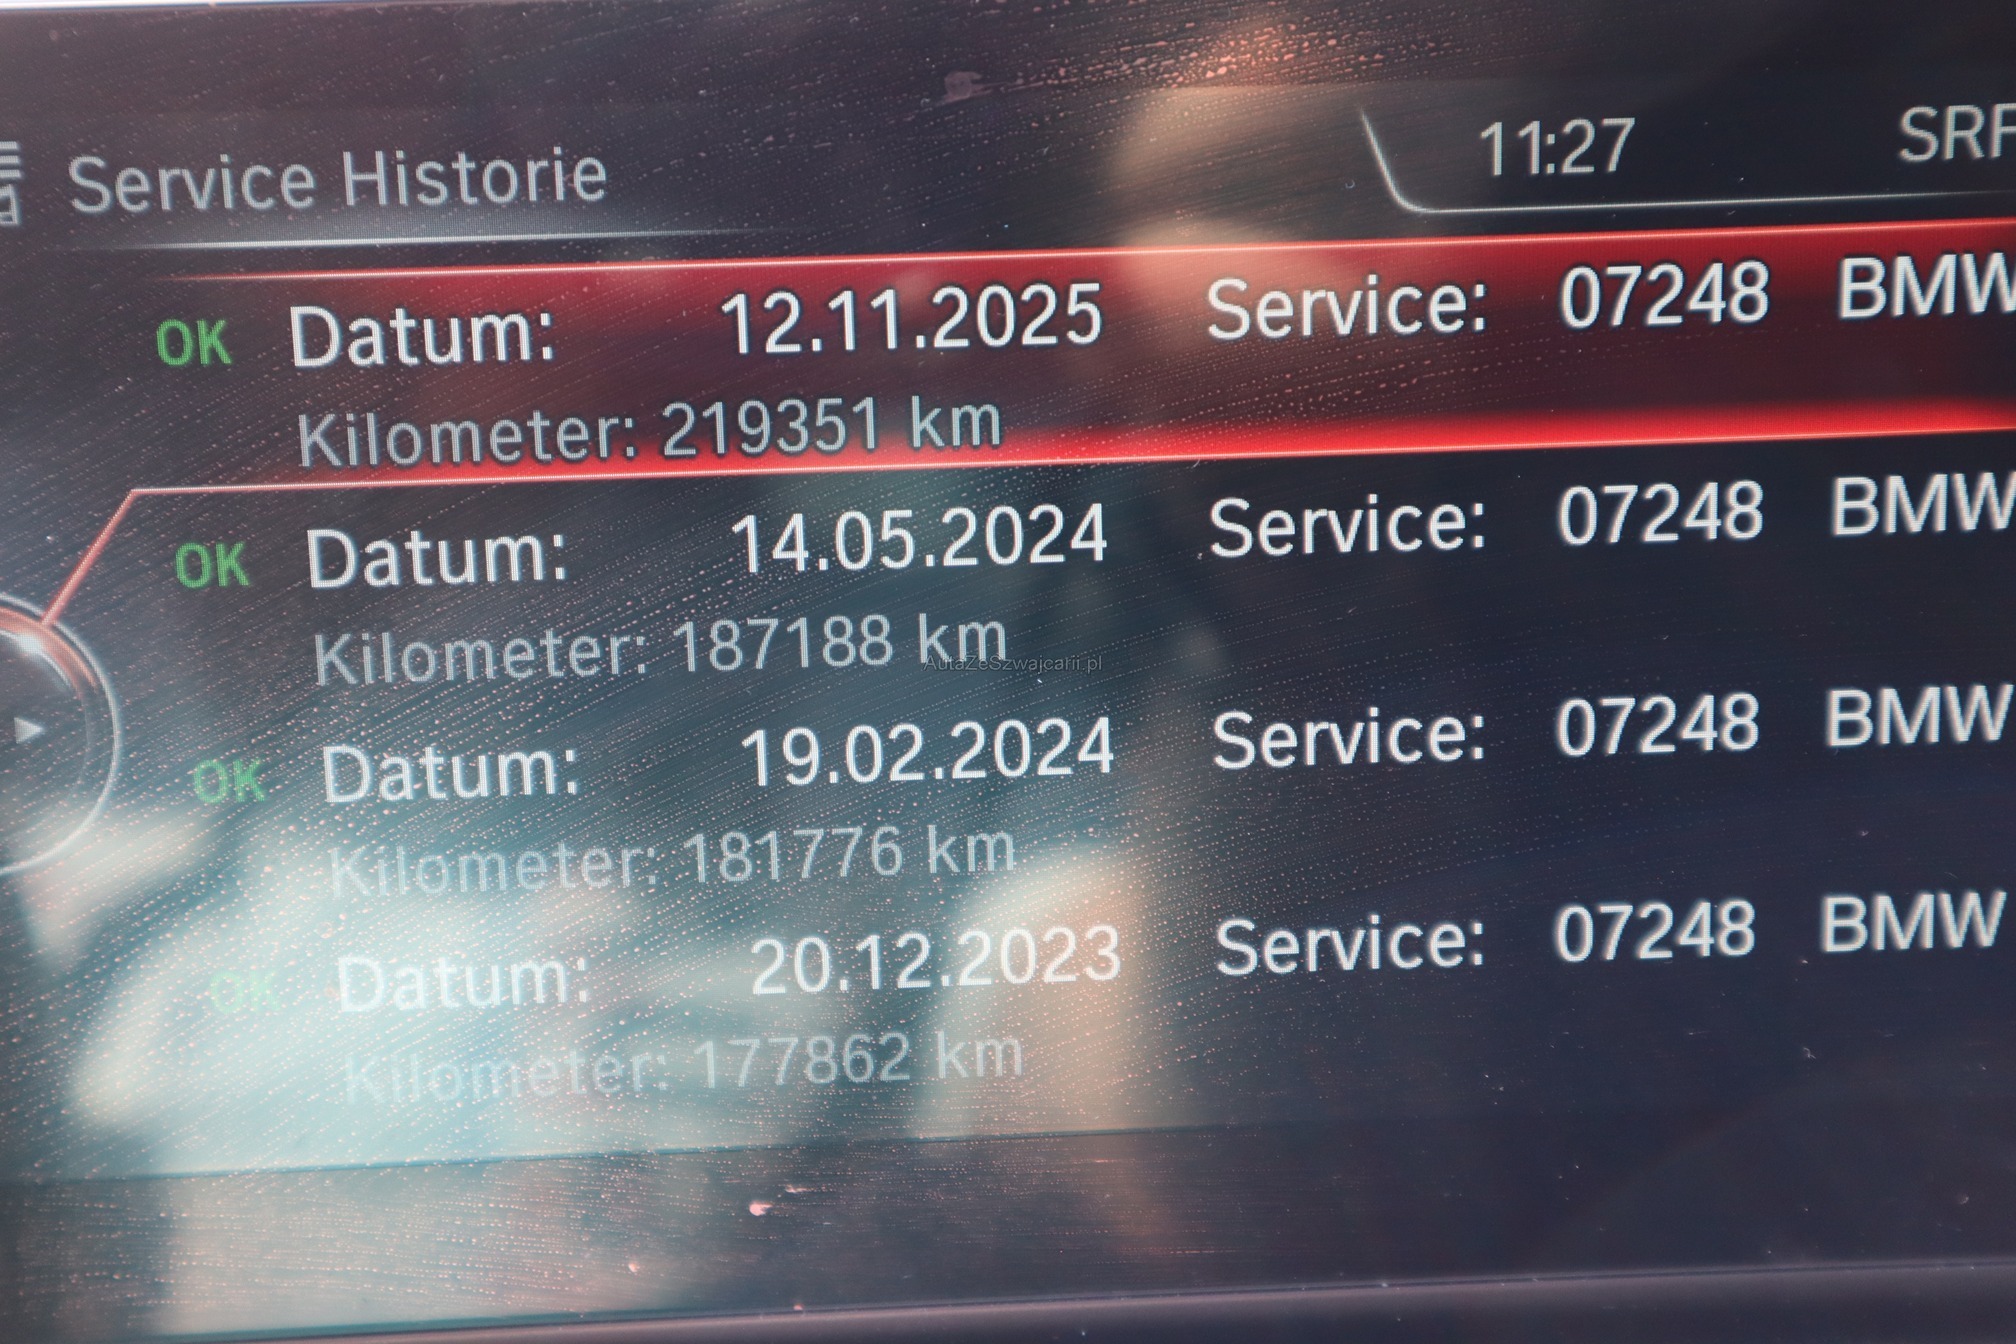 Service Historie
11:27
SRF
OK Datum: 12.11.2025 Service: 07248 BMW
Kilometer: 219351 km
OK Datum: 14.05.2024 Service: 07248 BMW
Kilometer: 187188 km
AutaZeSzwajcarii.pl
OK Datum: 19.02.2024 Service: 07248 BMW
Kilometer: 181776 km
OK Datum: 20.12.2023 Service: 07248 BMW
Kilometer: 177862 km